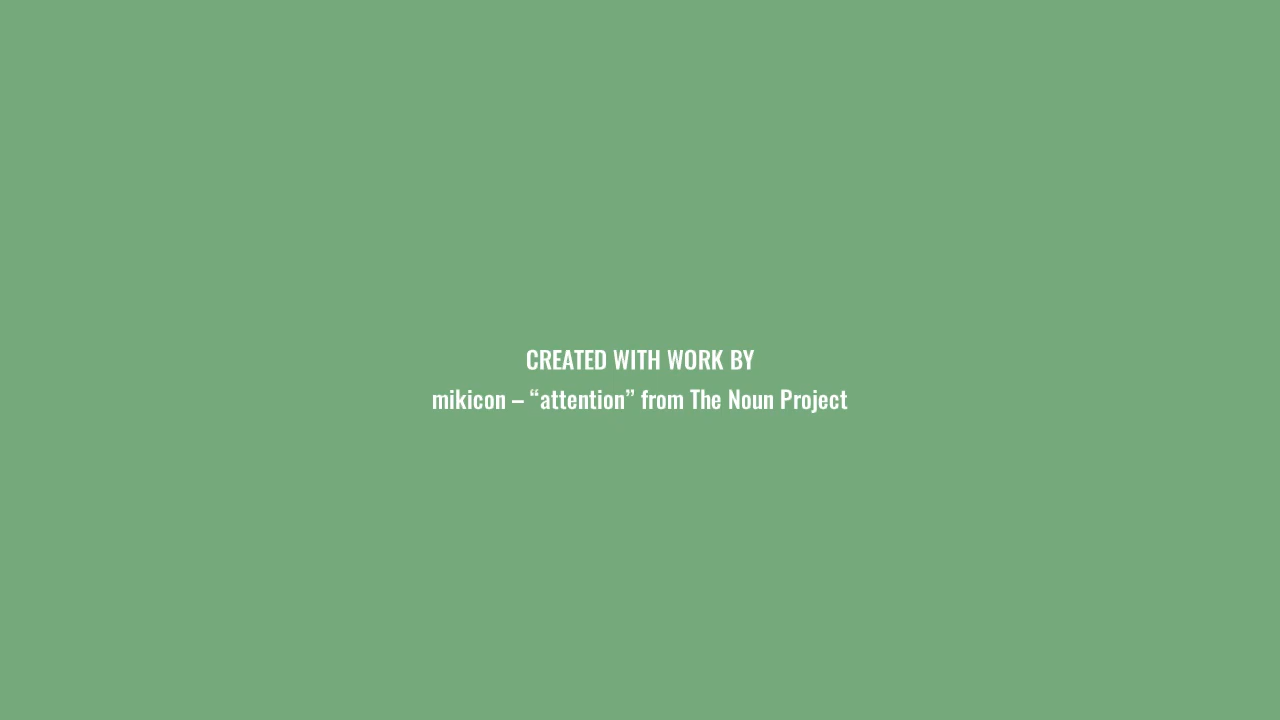 CREATED WITH WORK BY
mikicon – “attention” from The Noun Project